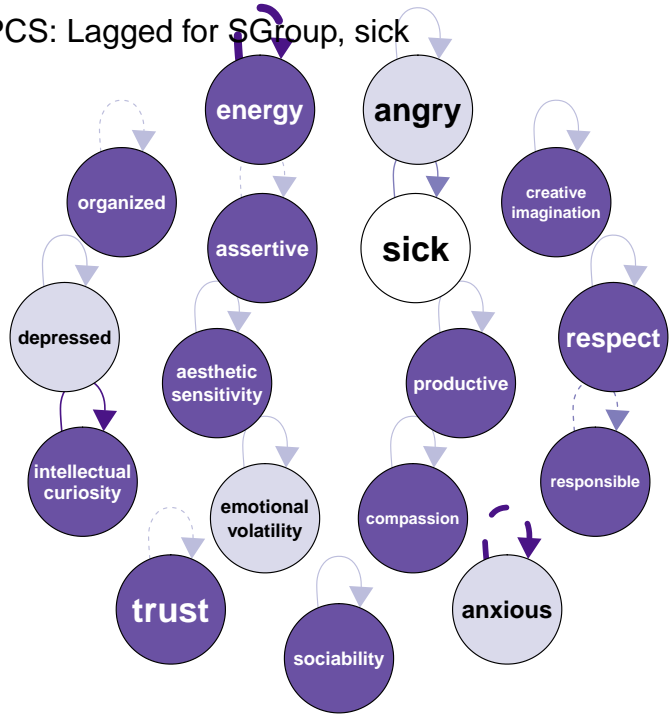 PCS: Lagged for SGroup, sick
energy
angry
organized
creative
imagination
assertive
sick
depressed
respect
aesthetic
sensitivity
productive
intellectual
curiosity
emotional
volatility
compassion
responsible
trust
anxious
sociability